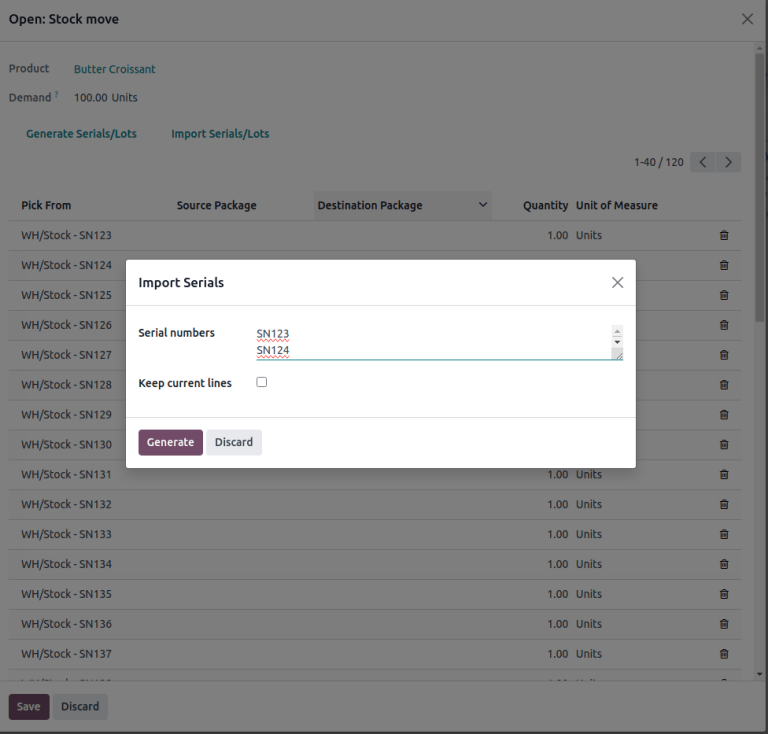 Open: Stock move
Product Butter Croissant
Demand ? 100.00 Units
Generate Serials/Lots Import Serials/Lots
1-40 / 120
Pick From Source Package Destination Package Quantity Unit of Measure
WH/Stock - SN123 1.00 Units
WH/Stock - SN124
WH/Stock - SN125
WH/Stock - SN126
WH/Stock - SN127
WH/Stock - SN128
WH/Stock - SN129
WH/Stock - SN130
WH/Stock - SN131 1.00 Units
WH/Stock - SN132 1.00 Units
WH/Stock - SN133 1.00 Units
WH/Stock - SN134 1.00 Units
WH/Stock - SN135 1.00 Units
WH/Stock - SN136 1.00 Units
WH/Stock - SN137 1.00 Units
Import Serials
Serial numbers SN123
SN124
Keep current lines
Generate Discard
Save Discard